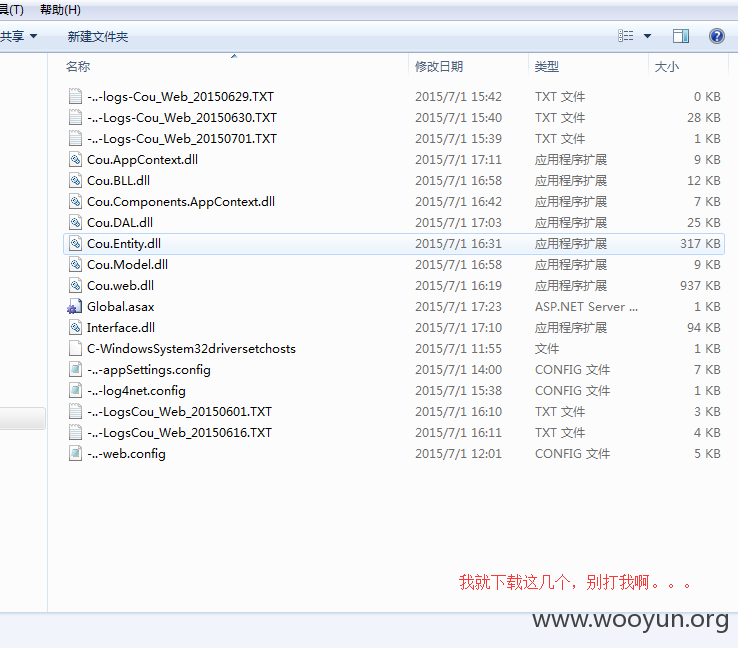 具(T) 帮助(H)
共享 新建文件夹
名称 修改日期 类型 大小
-..-logs-Cou_Web_20150629.TXT 2015/7/1 15:42 TXT 文件 0 KB
-..-Logs-Cou_Web_20150630.TXT 2015/7/1 15:40 TXT 文件 28 KB
-..-Logs-Cou_Web_20150701.TXT 2015/7/1 15:39 TXT 文件 1 KB
Cou.AppContext.dll 2015/7/1 17:11 应用程序扩展 9 KB
Cou.BLL.dll 2015/7/1 16:58 应用程序扩展 12 KB
Cou.Components.AppContext.dll 2015/7/1 16:42 应用程序扩展 7 KB
Cou.DAL.dll 2015/7/1 17:03 应用程序扩展 25 KB
Cou.Entity.dll 2015/7/1 16:31 应用程序扩展 317 KB
Cou.Model.dll 2015/7/1 16:58 应用程序扩展 9 KB
Cou.web.dll 2015/7/1 16:19 应用程序扩展 937 KB
Global.asax 2015/7/1 17:23 ASP.NET Server ... 1 KB
Interface.dll 2015/7/1 17:10 应用程序扩展 94 KB
C-WindowsSystem32driversetchosts 2015/7/1 11:55 文件 1 KB
-..-appSettings.config 2015/7/1 14:00 CONFIG 文件 7 KB
-..-log4net.config 2015/7/1 15:38 CONFIG 文件 1 KB
-..-LogsCou_Web_20150601.TXT 2015/7/1 16:10 TXT 文件 3 KB
-..-LogsCou_Web_20150616.TXT 2015/7/1 16:11 TXT 文件 4 KB
-..-web.config 2015/7/1 12:01 CONFIG 文件 5 KB
我就下载这几个，别打我啊。。。
www.wooyun.org